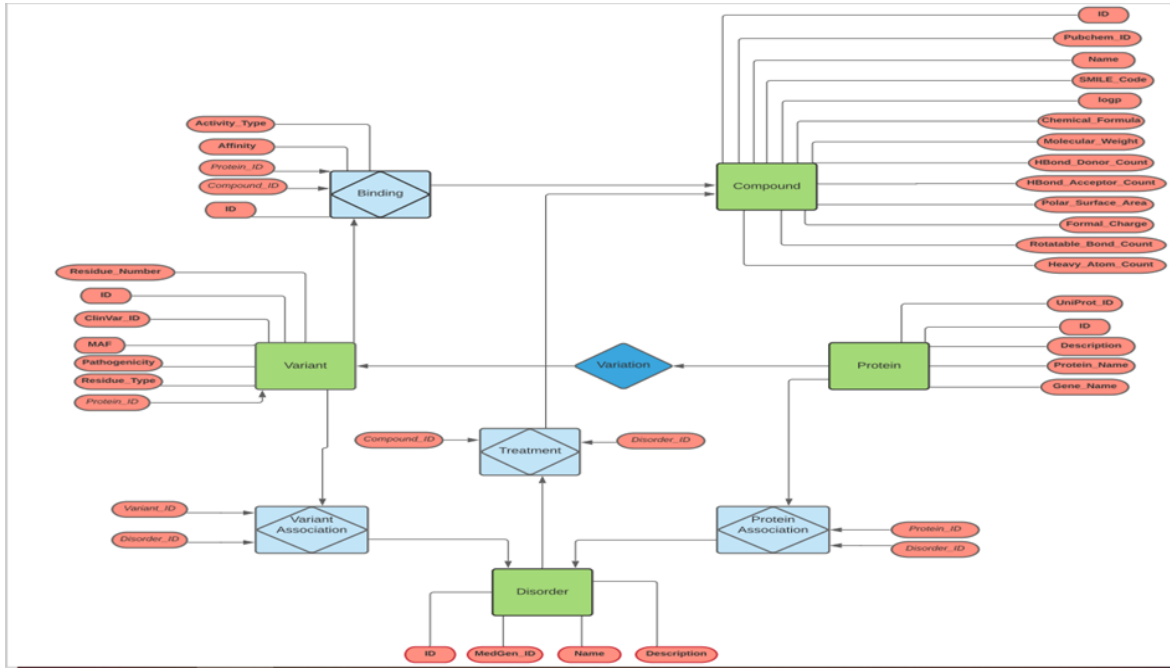 ID
Pubchem_ID
Name
SMILE_Code
logp
Chemical_Formula
Molecular_Weight
HBond_Donor_Count
HBond_Acceptor_Count
Polar_Surface_Area
Formal_Charge
Rotatable_Bond_Count
Heavy_Atom_Count
Compound
Activity_Type
Affinity
Protein_ID
Compound_ID
ID
Binding
Residue_Number
ID
ClinVar_ID
MAF
Pathogenicity
Residue_Type
Protein_ID
Variant
Variation
UniProt_ID
ID
Description
Protein_Name
Gene_Name
Protein
Compound_ID
Treatment
Disorder_ID
Variant_ID
Disorder_ID
Variant
Association
Protein
Association
Protein_ID
Disorder_ID
Disorder
ID
MedGen_ID
Name
Description